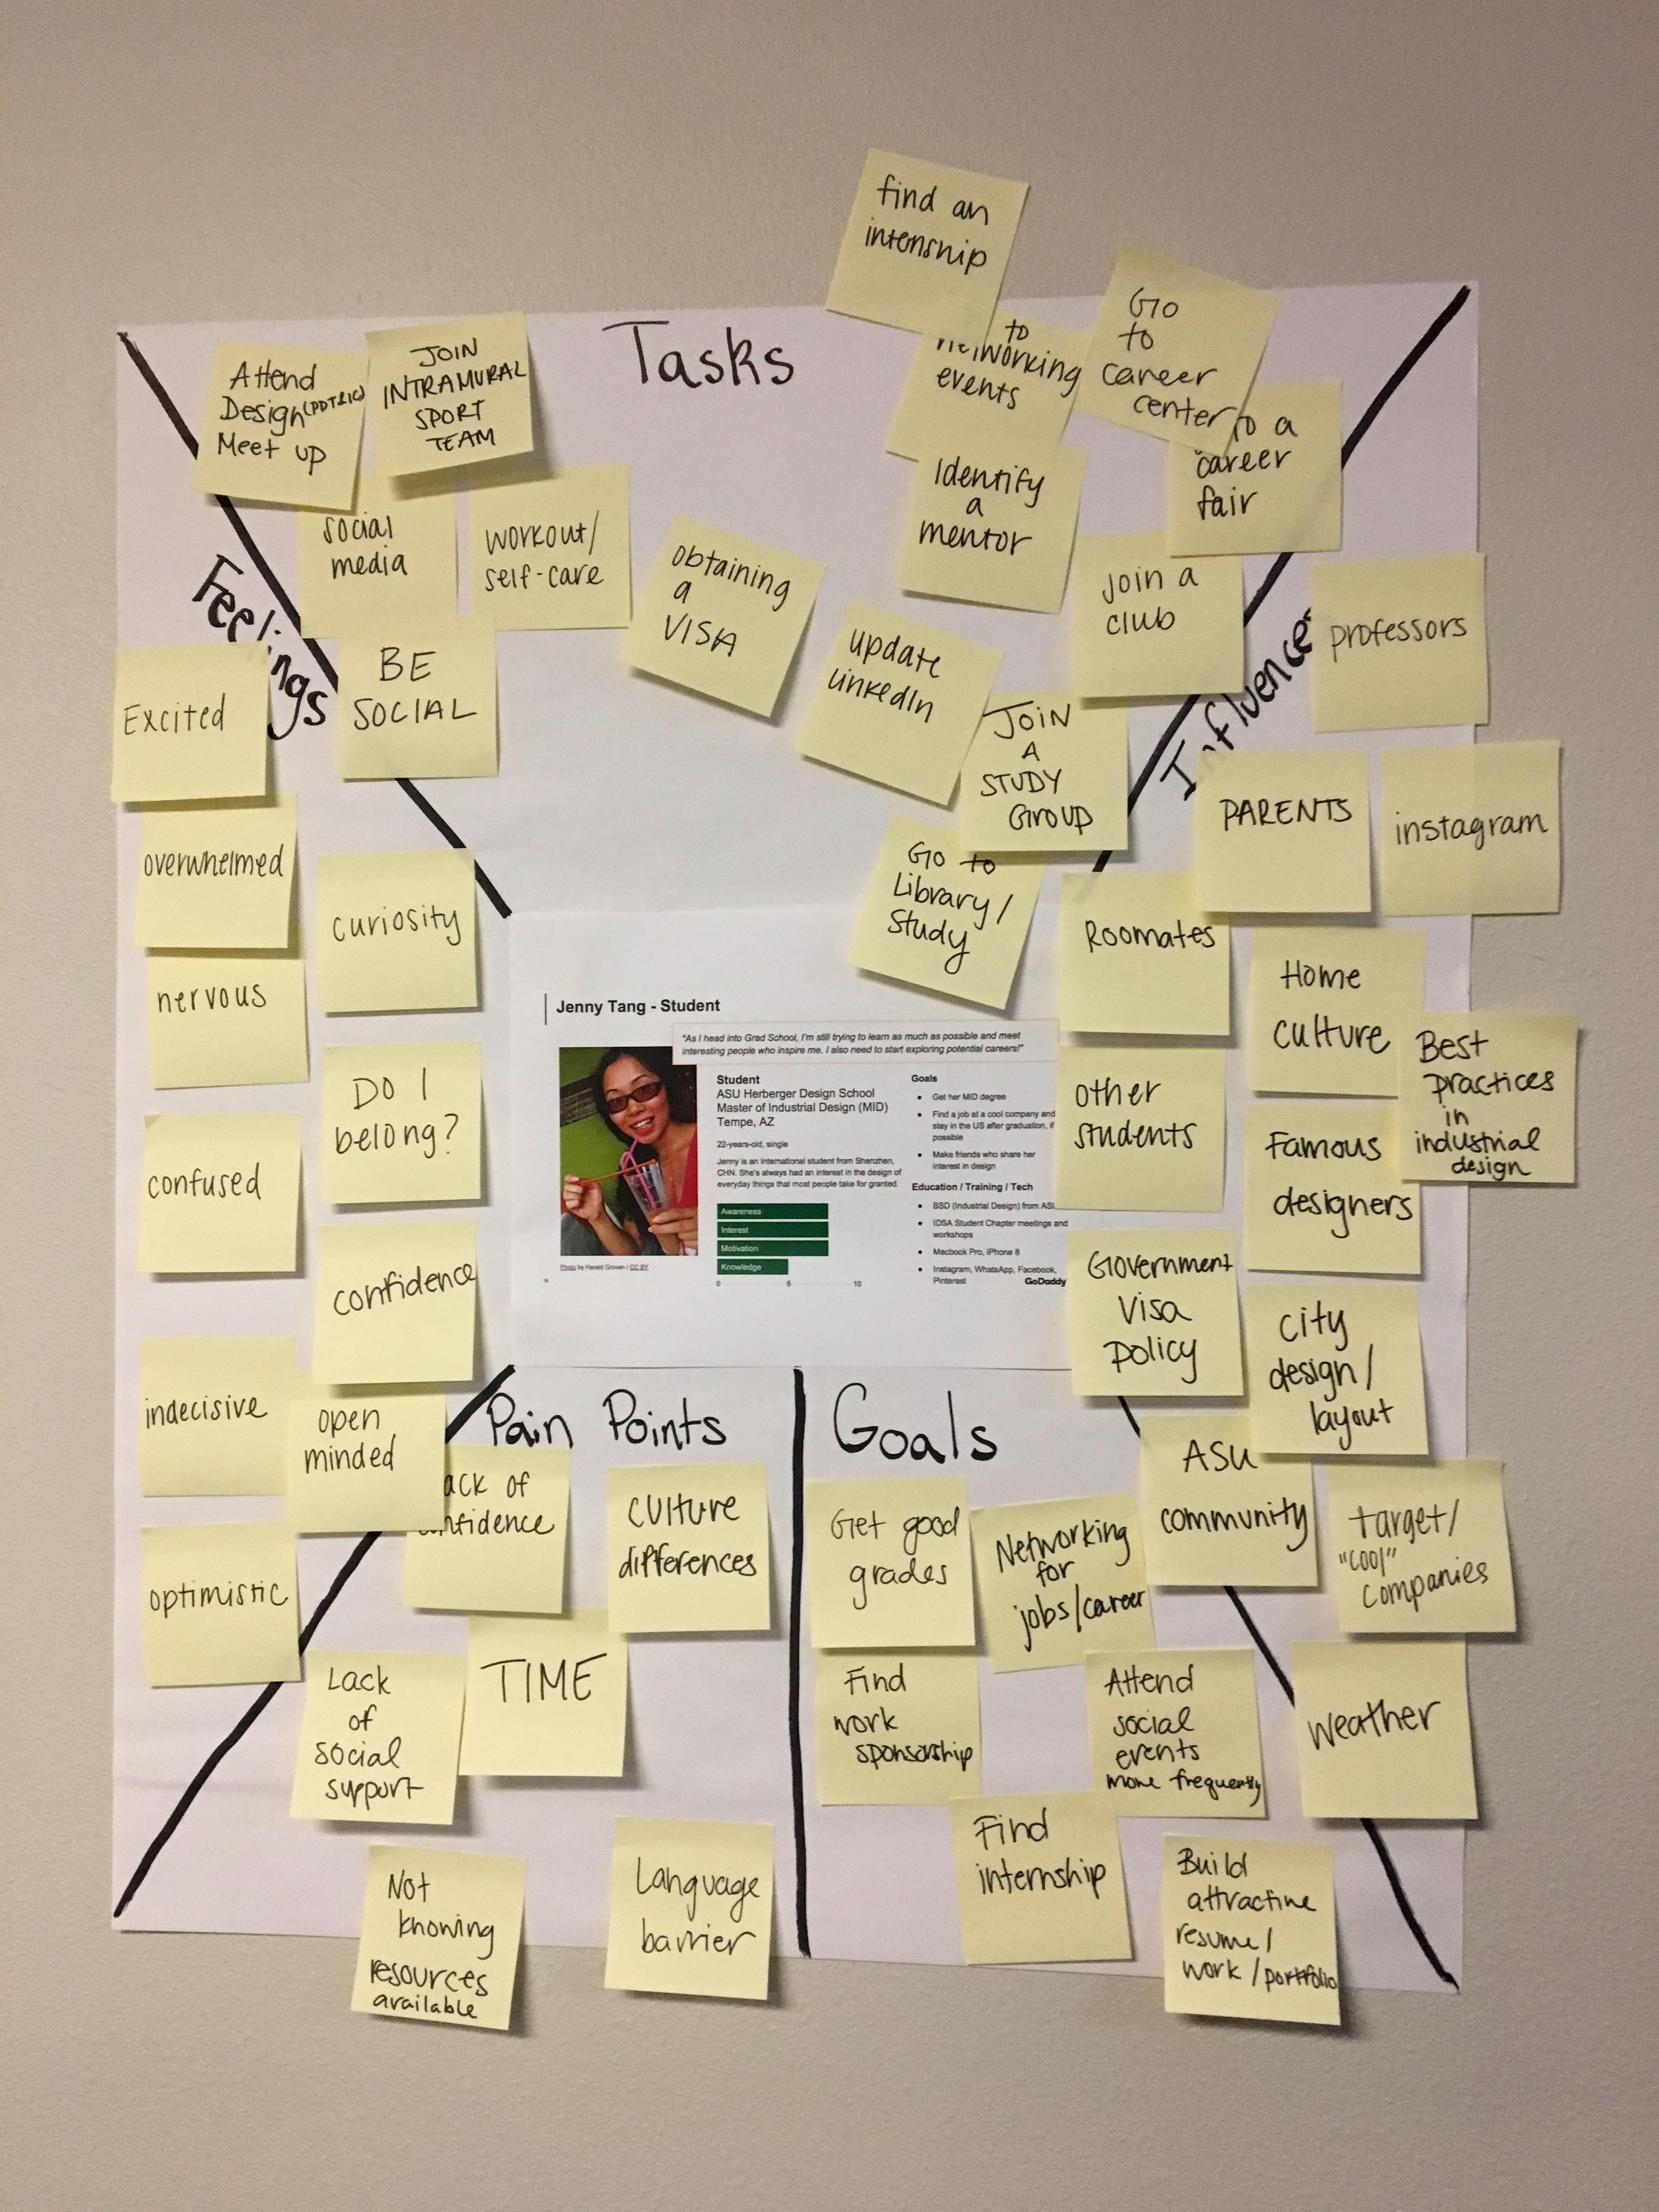 Tasks
find an
internship
to
networking
events
Go
to
career
center
to a
career
fair
Attend
Design (PDT&IC)
Meet up
JOIN
INTRAMURAL
SPORT
TEAM
social
media
workout/
self-care
obtaining
a
VISA
Identify
a
mentor
Join a
club
update
LinkedIn
BE
SOCIAL
JOIN
A
STUDY
GROUP
Go to
Library/
Study
Feelings
Excited
overwhelmed
curiosity
nervous
Do I
belong?
confused
confidence
indecisive
open
minded
optimistic
Influences
professors
PARENTS
instagram
Roomates
Home
culture
Best
practices
in
industrial
design
other
students
Famous
designers
Government
Visa
policy
city
design/
layout
ASU
community
target/
"cool"
companies
weather
Jenny Tang - Student
"As I head into Grad School, I'm still trying to learn as much as possible and meet
interesting people who inspire me. I also need to start exploring potential careers!"
Student
ASU Herberger Design School
Master of Industrial Design (MID)
Tempe, AZ
22-years-old, single
Jenny is an International student from Shenzhen,
CHN. She's always had an interest in the design of
everyday things that most people take for granted.
Awareness
Interest
Motivation
Knowledge
0 5 10
Goals
• Get her MID degree
• Find a job at a cool company and
stay in the US after graduation, if
possible
• Make friends who share her
interest in design
Education / Training / Tech
• BSD (Industrial Design) from ASU
• IDSA Student Chapter meetings and
workshops
• Macbook Pro, iPhone 8
• Instagram, WhatsApp, Facebook,
Pinterest
GoDaddy
Photo by Harald Groven / CC BY
Pain Points
ack of
confidence
culture
differences
Lack
of
social
support
TIME
Not
knowing
resources
available
Language
barrier
Goals
Get good
grades
Networking
for
jobs/career
Find
work
sponsorship
Attend
social
events
more frequently
Find
internship
Build
attractive
resume/
work/portfolio